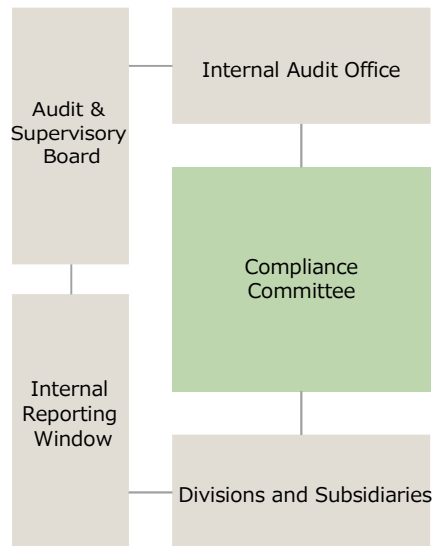 Internal Audit Office
Audit &
Supervisory
Board
Compliance
Committee
Internal
Reporting
Window
Divisions and Subsidiaries